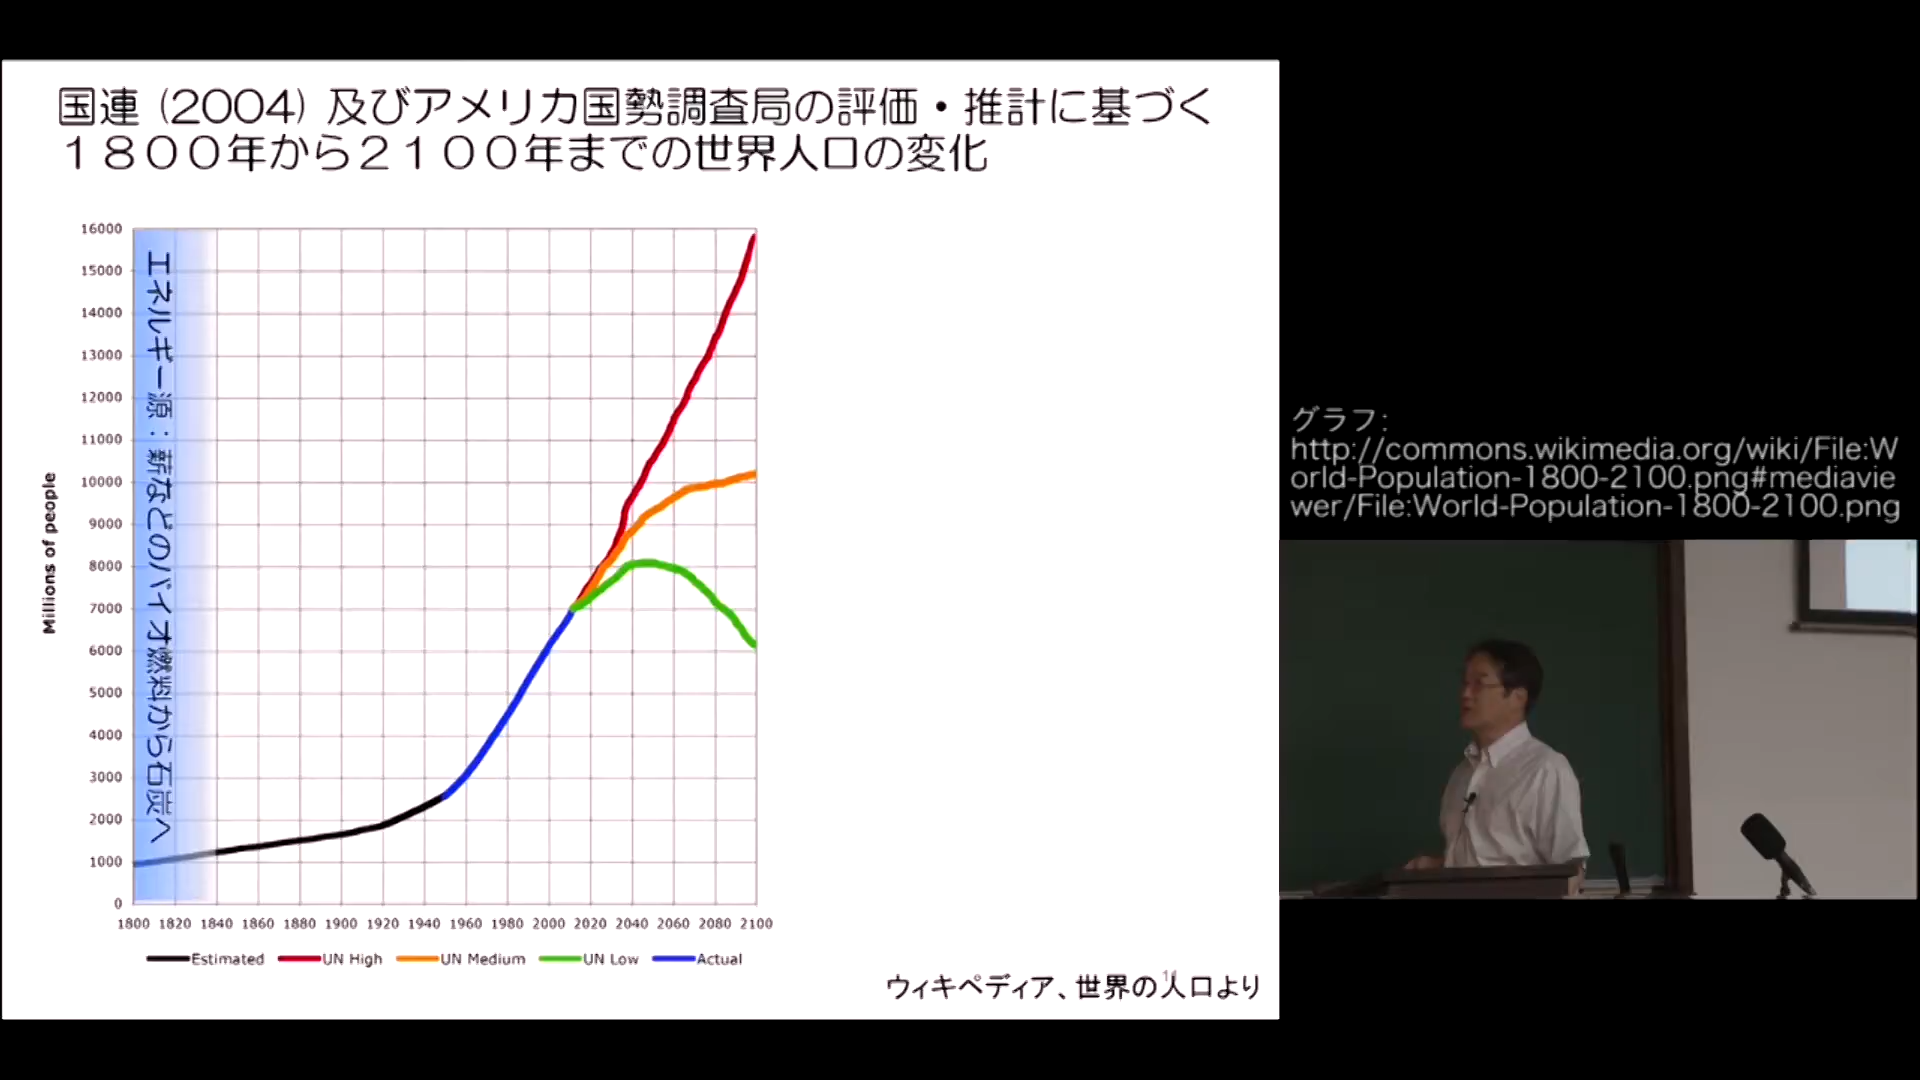 国連 (2004) 及びアメリカ国勢調査局の評価・推計に基づく
１８００年から２１００年までの世界人口の変化
16000
15000
14000
13000
12000
11000
10000
9000
8000
7000
6000
5000
4000
3000
2000
1000
0
Millions of people
エネルギー源：薪などのバイオ燃料から石炭へ
1800 1820 1840 1860 1880 1900 1920 1940 1960 1980 2000 2020 2040 2060 2080 2100
Estimated UN High UN Medium UN Low Actual
ウィキペディア、世界の人口より
グラフ:
http://commons.wikimedia.org/wiki/File:W
orld-Population-1800-2100.png#mediavie
wer/File:World-Population-1800-2100.png